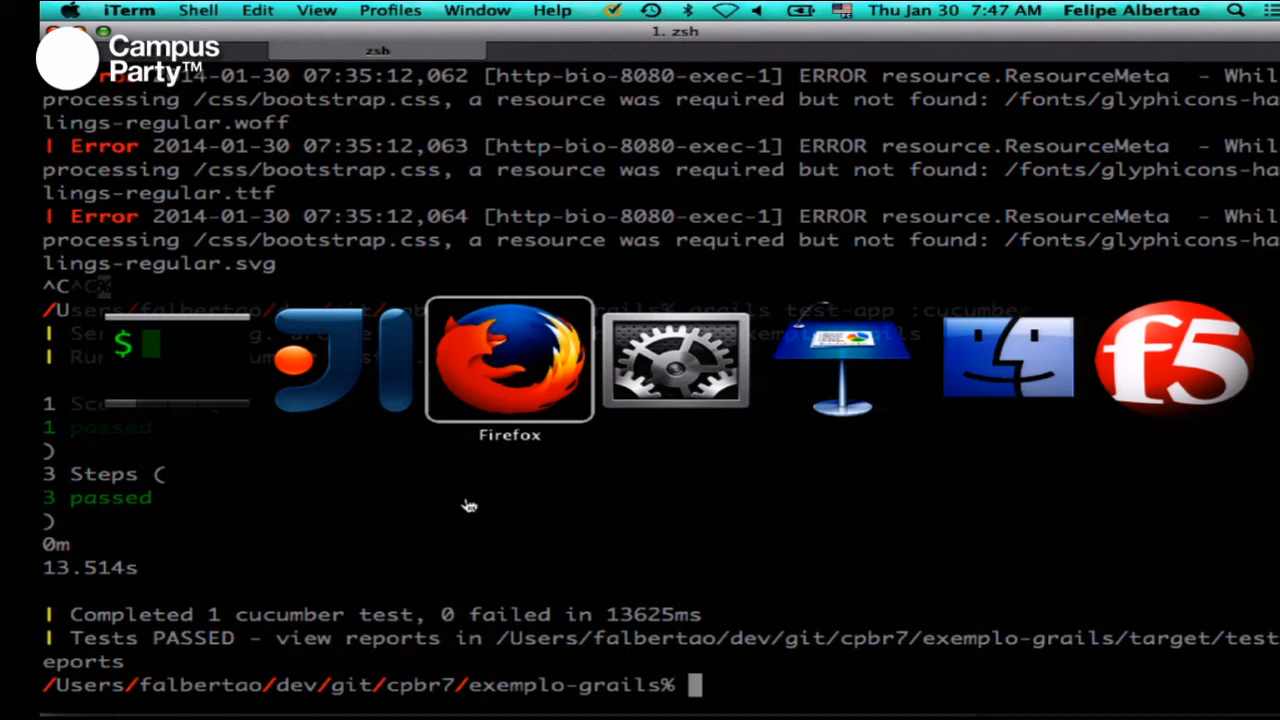 iTerm Shell Edit View Profiles Window Help Thu Jan 30 7:47 AM Felipe Albertao
1. zsh
Campus
Party™
zsh
2014-01-30 07:35:12,062 [http-bio-8080-exec-1] ERROR resource.ResourceMeta - Whil
processing /css/bootstrap.css, a resource was required but not found: /fonts/glyphicons-ha
lings-regular.woff
| Error 2014-01-30 07:35:12,063 [http-bio-8080-exec-1] ERROR resource.ResourceMeta - Whil
processing /css/bootstrap.css, a resource was required but not found: /fonts/glyphicons-ha
lings-regular.ttf
| Error 2014-01-30 07:35:12,064 [http-bio-8080-exec-1] ERROR resource.ResourceMeta - Whil
processing /css/bootstrap.css, a resource was required but not found: /fonts/glyphicons-ha
lings-regular.svg
^C^C
grails test-app :cucumber
$
f5
Firefox
1
1 passed
)
3 Steps (
3 passed
)
0m
13.514s
| Completed 1 cucumber test, 0 failed in 13625ms
| Tests PASSED - view reports in /Users/falbertao/dev/git/cpbr7/exemplo-grails/target/test
eports
/Users/falbertao/dev/git/cpbr7/exemplo-grails%